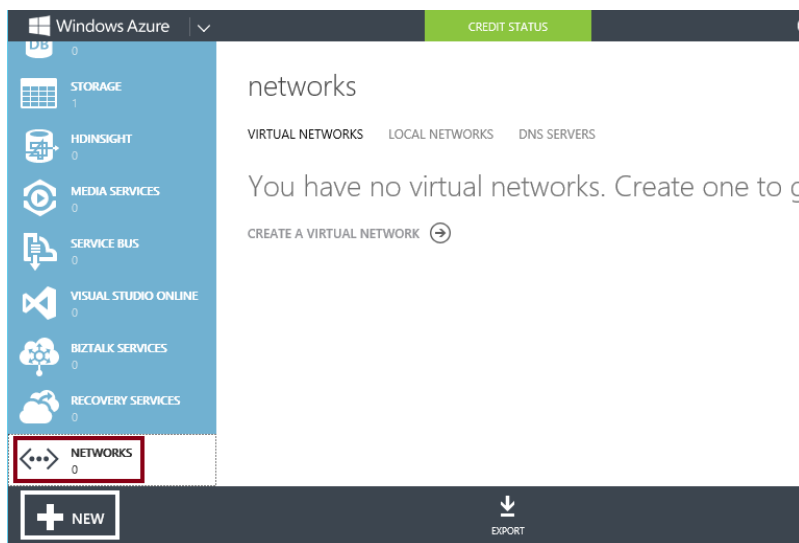 Windows Azure
CREDIT STATUS
DB
0
STORAGE
1
HDINSIGHT
0
MEDIA SERVICES
0
SERVICE BUS
0
VISUAL STUDIO ONLINE
0
BIZTALK SERVICES
0
RECOVERY SERVICES
0
NETWORKS
0
networks
VIRTUAL NETWORKS LOCAL NETWORKS DNS SERVERS
You have no virtual networks. Create one to
CREATE A VIRTUAL NETWORK
NEW
EXPORT